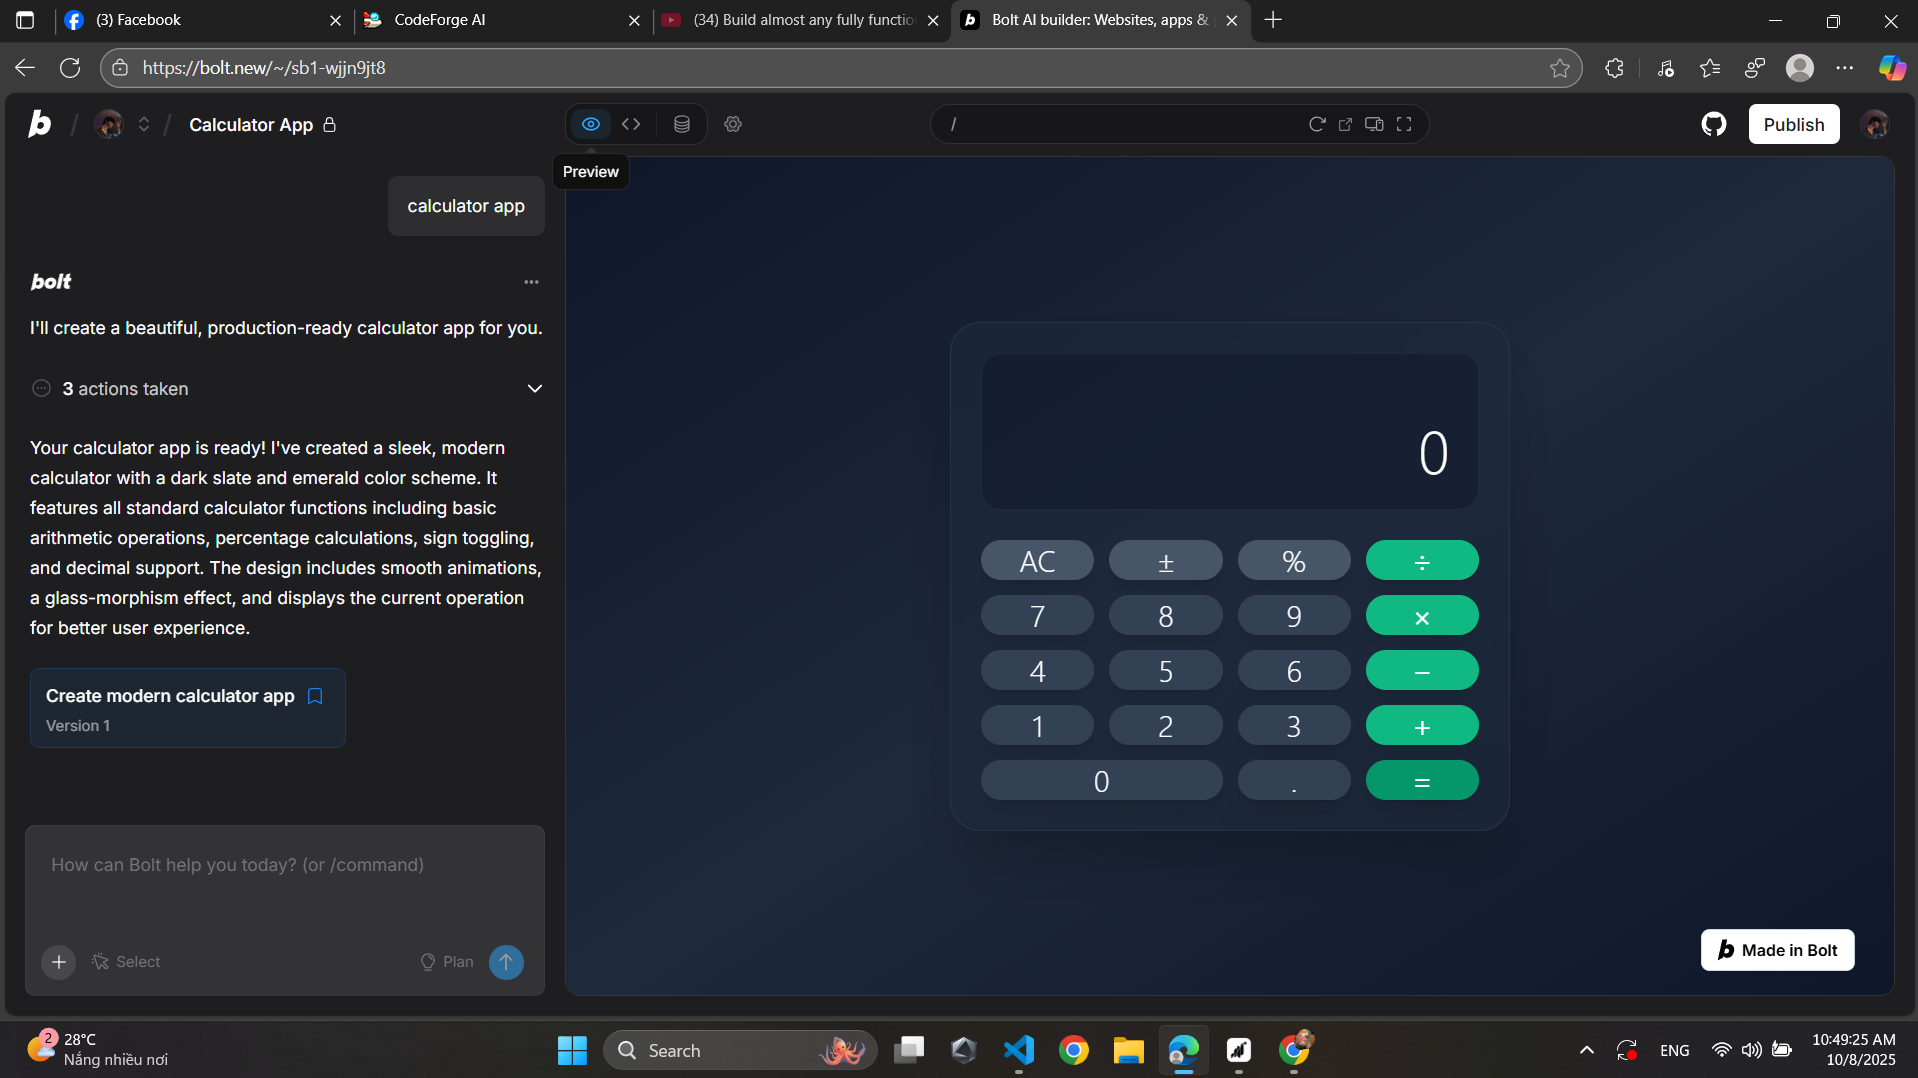 (3) Facebook
CodeForge AI
(34) Build almost any fully functio
Bolt AI builder: Websites, apps &
https://bolt.new/~/sb1-wjjn9jt8
b / / Calculator App
/
Publish
Preview
calculator app
bolt
I'll create a beautiful, production-ready calculator app for you.
3 actions taken
Your calculator app is ready! I've created a sleek, modern
calculator with a dark slate and emerald color scheme. It
features all standard calculator functions including basic
arithmetic operations, percentage calculations, sign toggling,
and decimal support. The design includes smooth animations,
a glass-morphism effect, and displays the current operation
for better user experience.
Create modern calculator app
Version 1
How can Bolt help you today? (or /command)
Select
Plan
0
AC ± % ÷
7 8 9 ×
4 5 6 −
1 2 3 +
0 . =
b Made in Bolt
2
28°C
Nắng nhiều nơi
Search
ENG
10:49:25 AM
10/8/2025